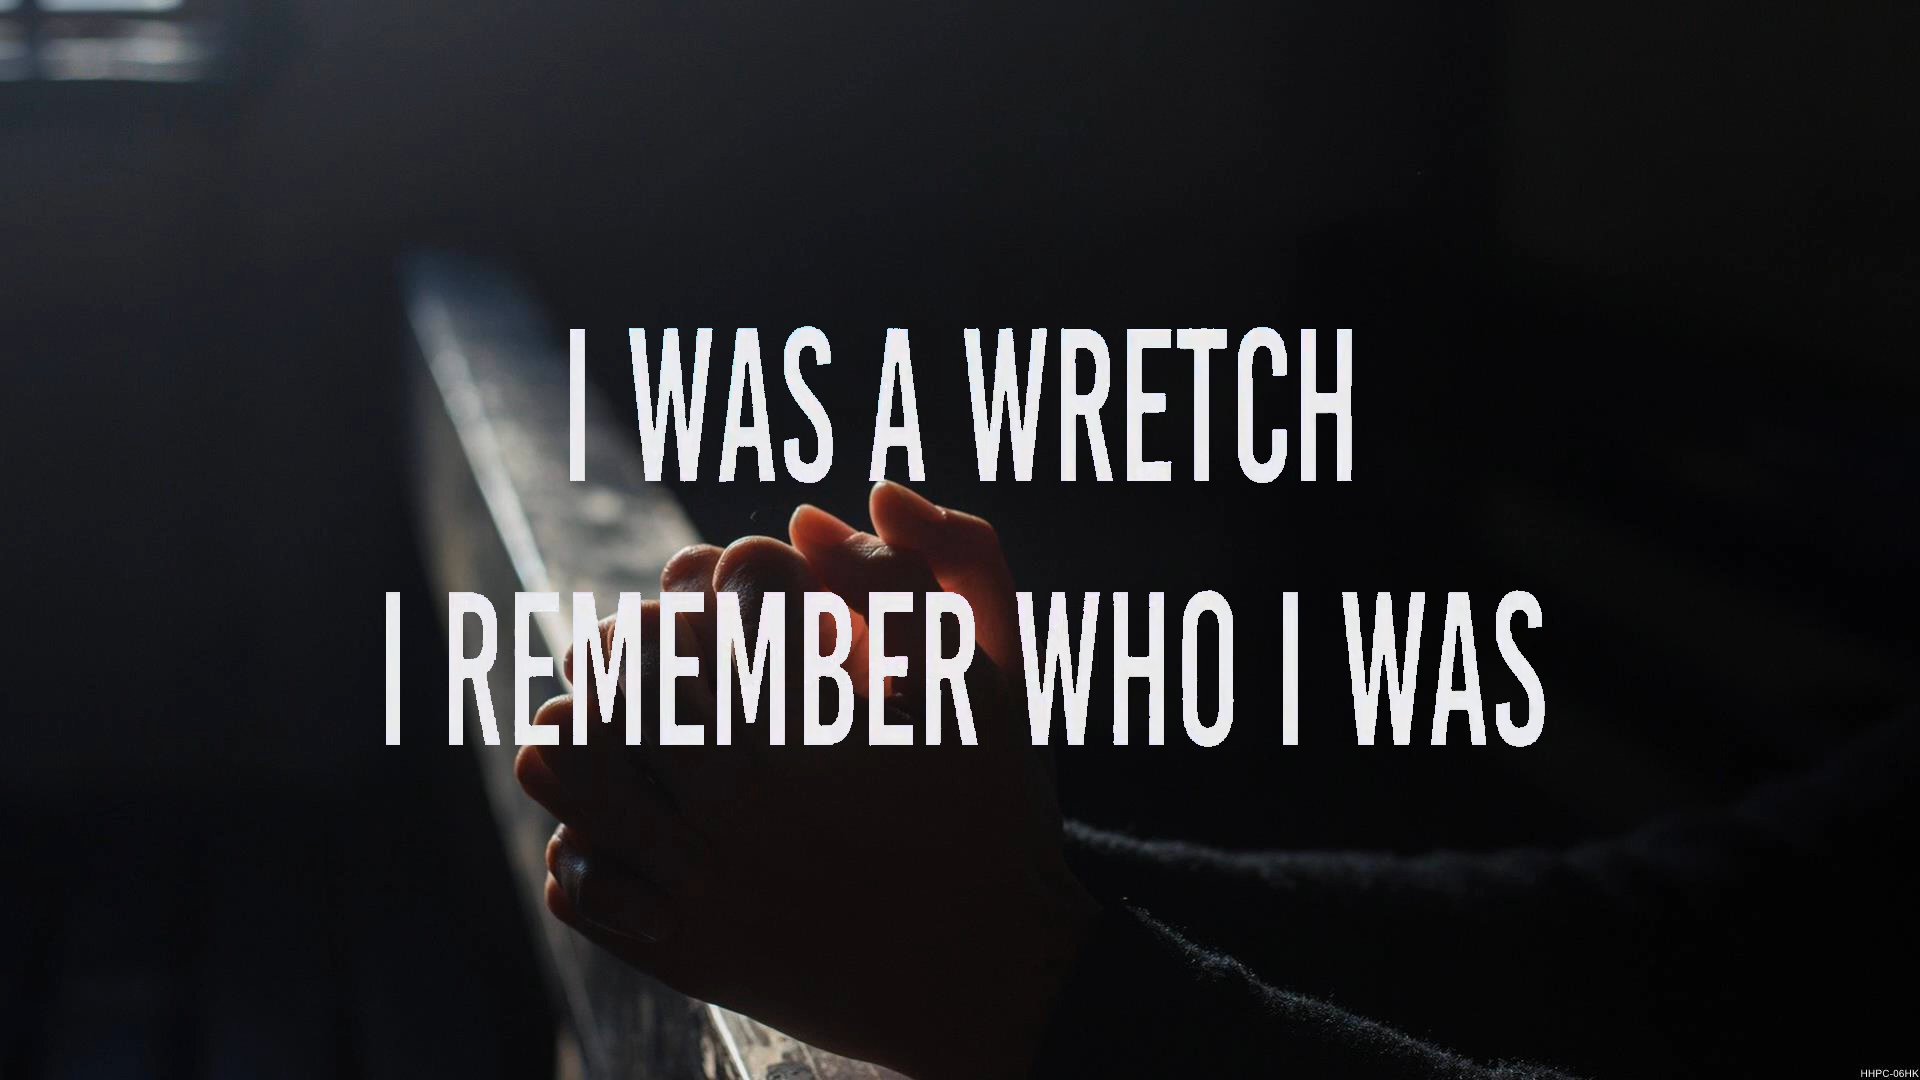 I WAS A WRETCH
I REMEMBER WHO I WAS
HHPC-06HK